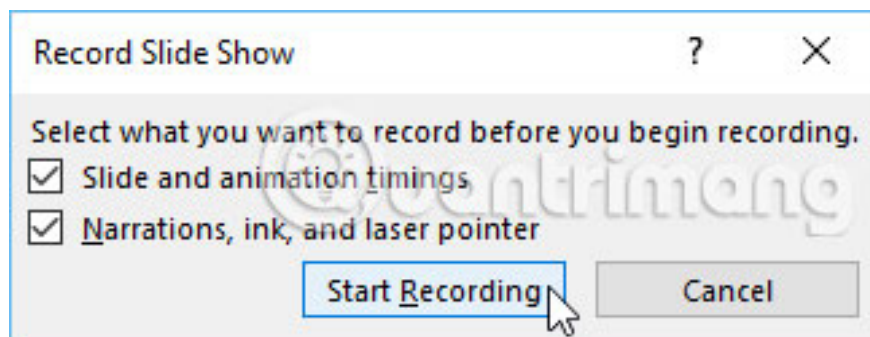 Record Slide Show
?
Select what you want to record before you begin recording.
Slide and animation timings
Narrations, ink, and laser pointer
Start Recording
Cancel
uantrimang